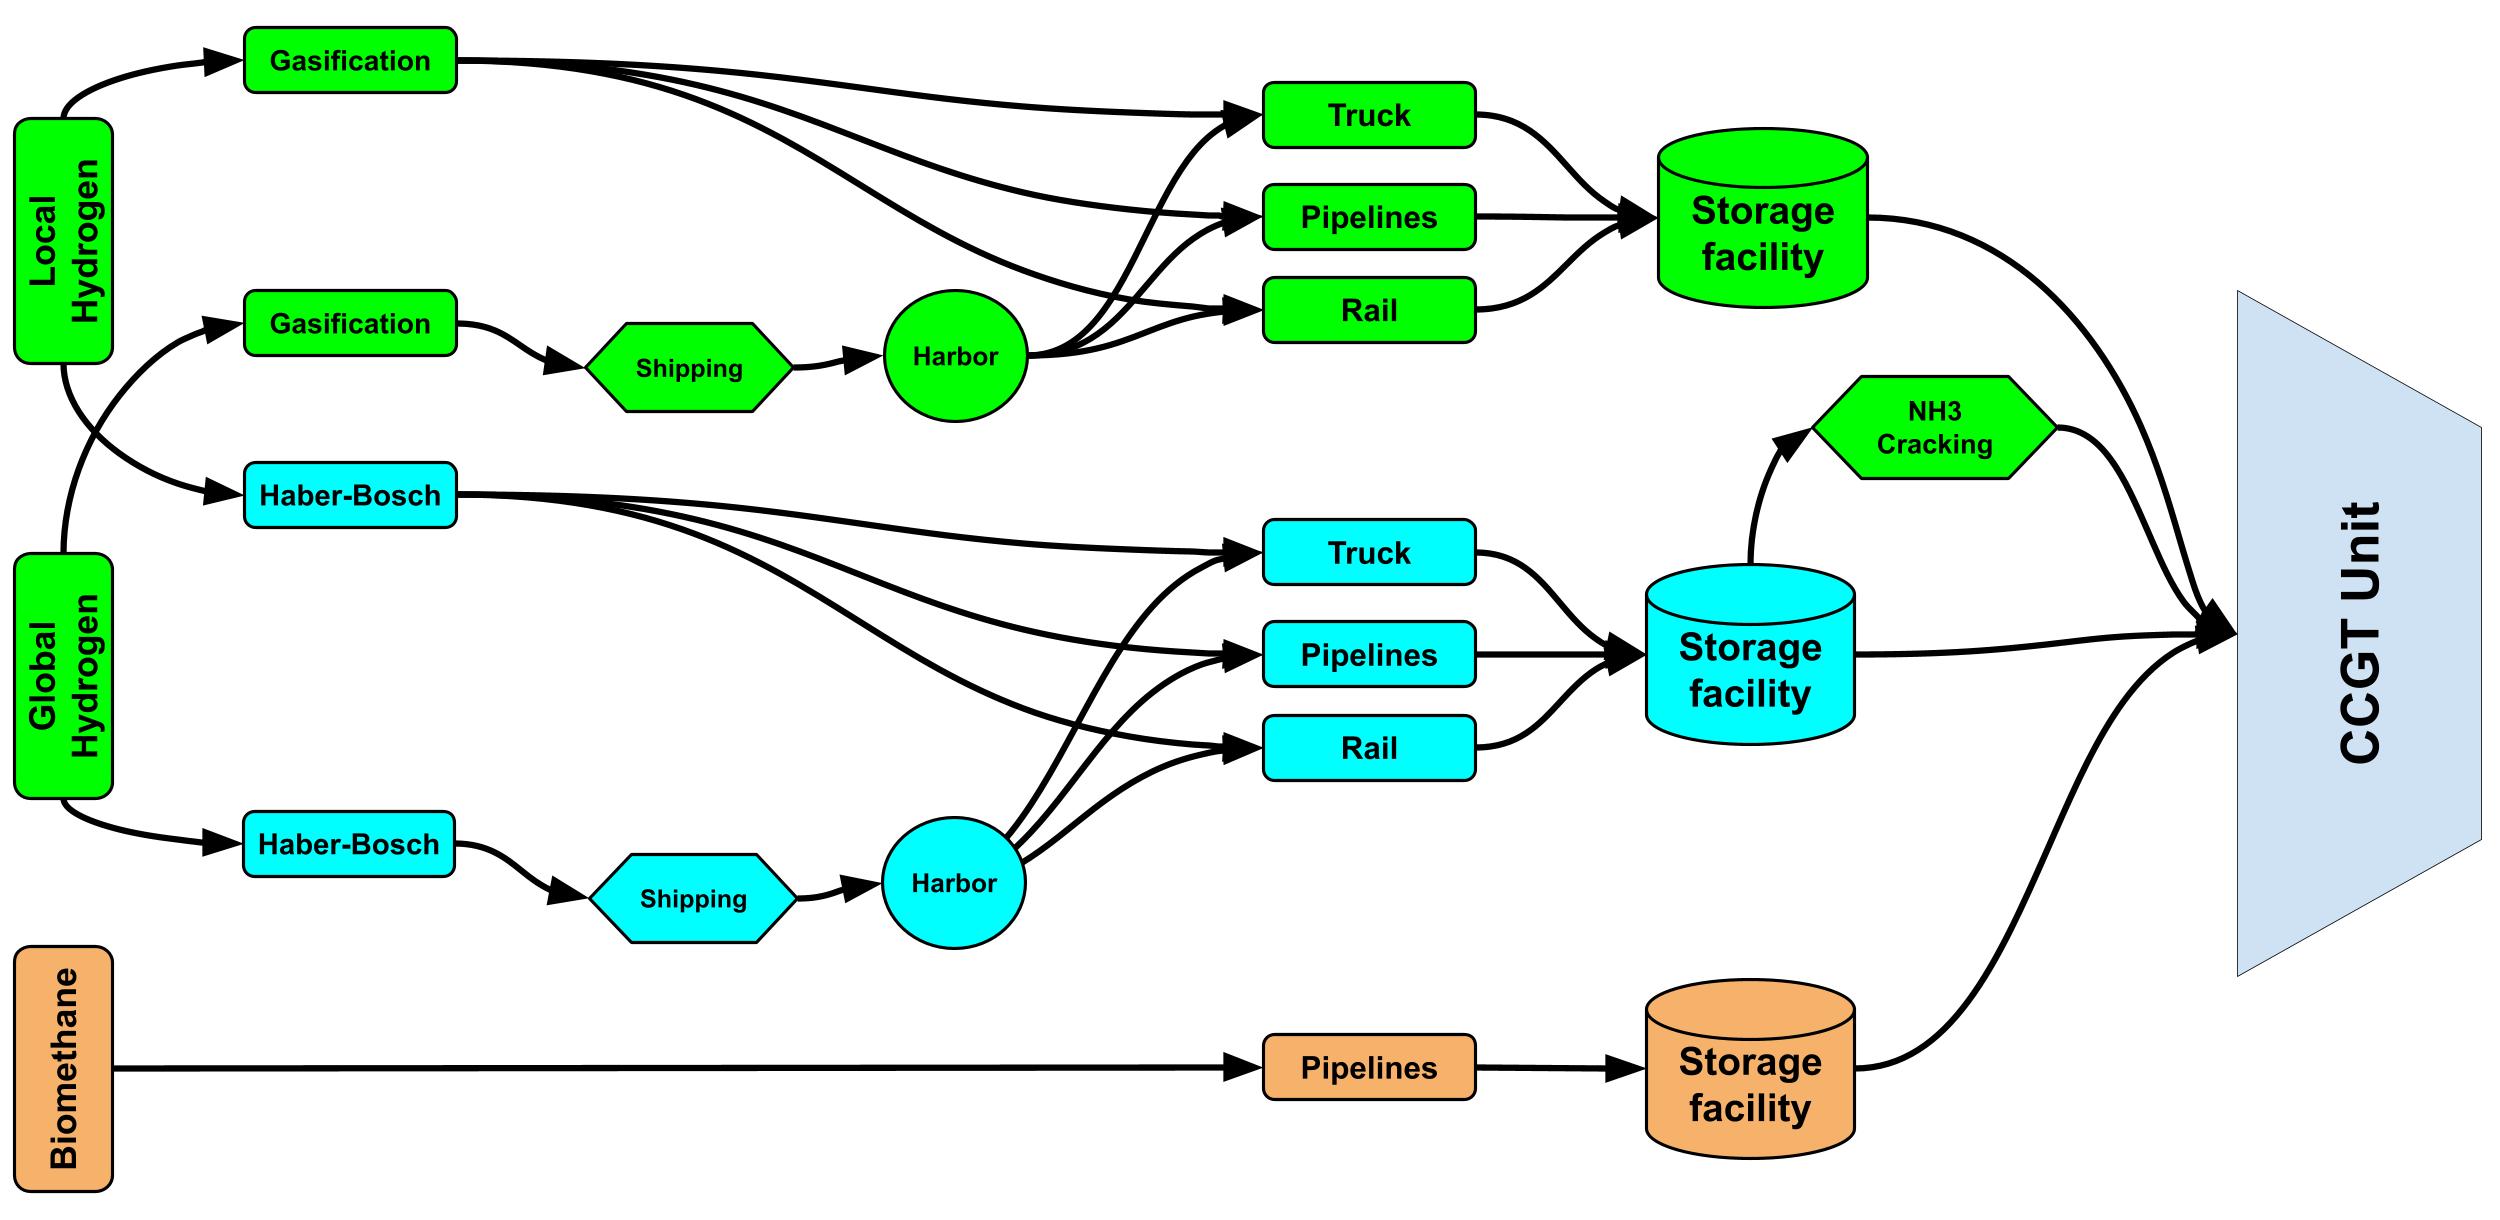 Gasification
Truck
Local
Hydrogen
Pipelines
Storage
facility
Gasification
Rail
Shipping
Harbor
NH3
Cracking
Haber-Bosch
Truck
CCGT Unit
Global
Hydrogen
Pipelines
Storage
facility
Rail
Haber-Bosch
Shipping
Harbor
Biomethane
Pipelines
Storage
facility